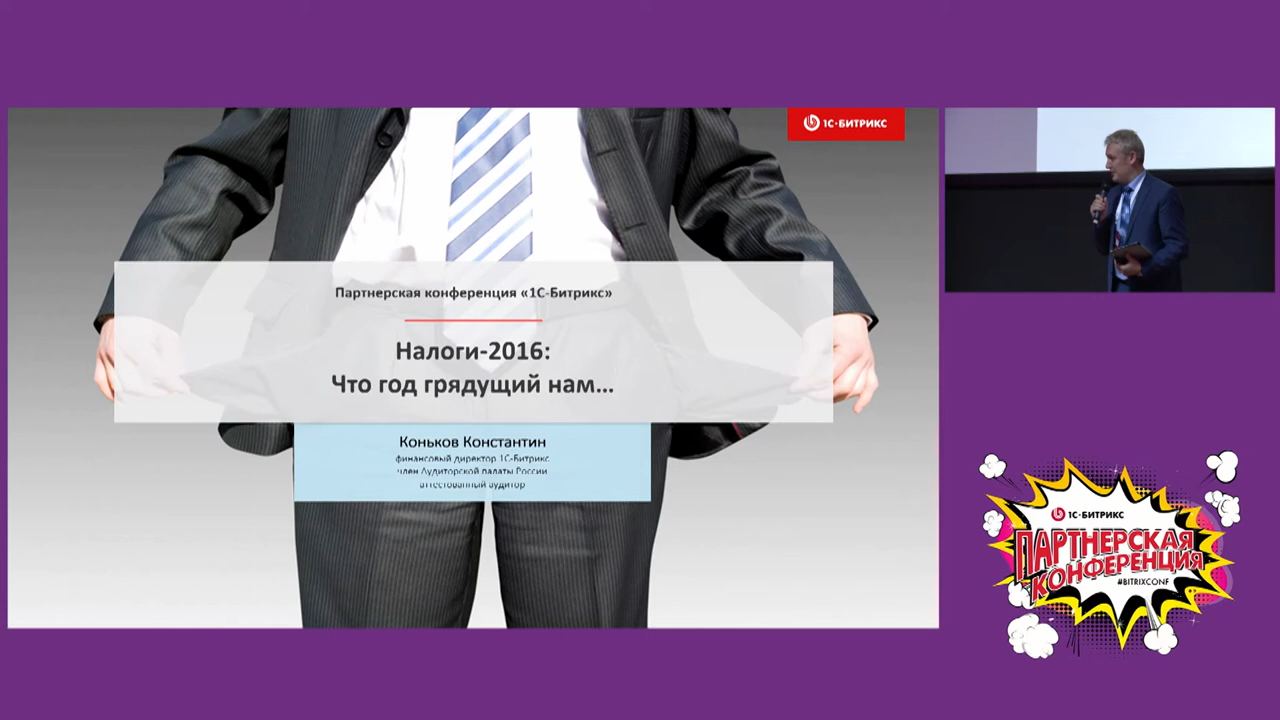 1С-БИТРИКС
Партнерская конференция «1С-Битрикс»
Налоги-2016:
Что год грядущий нам...
Коньков Константин
финансовый директор 1С-Битрикс
член Аудиторской палаты России
аттестованный аудитор
1С-БИТРИКС
ПАРТНЕРСКАЯ
КОНФЕРЕНЦИЯ
#BITRIXCONF